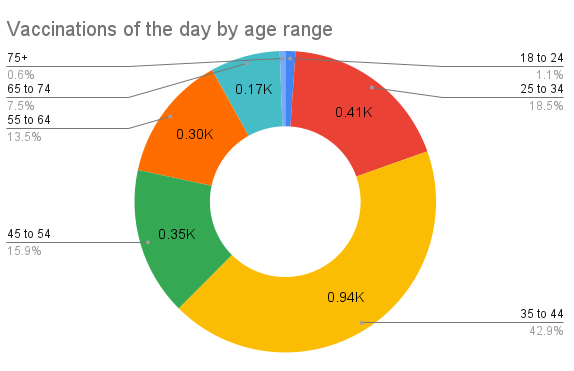 Vaccinations of the day by age range
75+
0.6%
65 to 74
7.5%
55 to 64
13.5%
45 to 54
15.9%
18 to 24
1.1%
25 to 34
18.5%
35 to 44
42.9%
0.17K
0.41K
0.30K
0.35K
0.94K